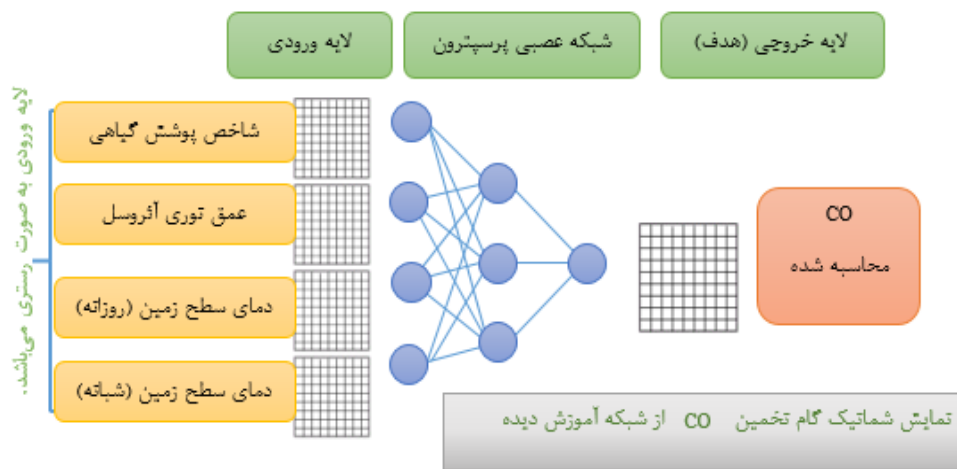 لایه خروجی (هدف)
شبکه عصبی پرسپترون
لایه ورودی
لایه ورودی به صورت رستری می‌باشد.
شاخص پوشش گیاهی
عمق نوری آئروسل
دمای سطح زمین (روزانه)
دمای سطح زمین (شبانه)
CO
محاسبه شده
نمایش شماتیک گام تخمین CO از شبکه آموزش دیده